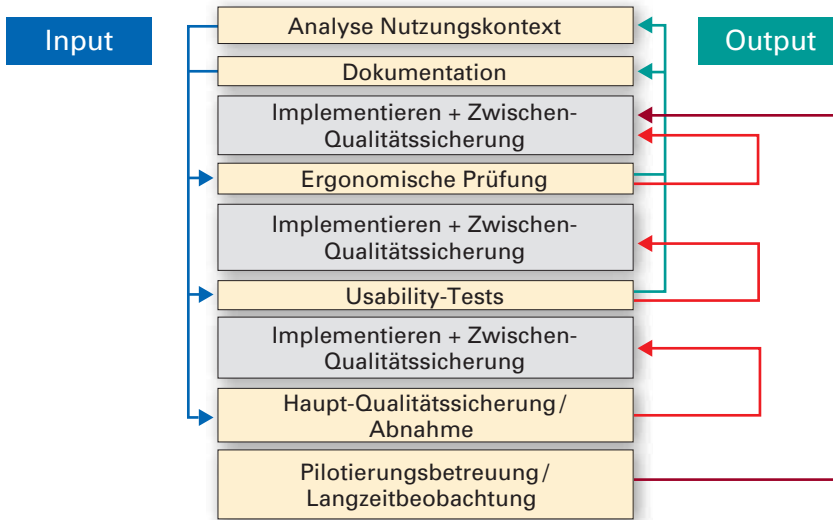 Input
Analyse Nutzungskontext
Output
Dokumentation
Implementieren + Zwischen-
Qualitätssicherung
Ergonomische Prüfung
Implementieren + Zwischen-
Qualitätssicherung
Usability-Tests
Implementieren + Zwischen-
Qualitätssicherung
Haupt-Qualitätssicherung/
Abnahme
Pilotierungsbetreuung/
Langzeitbeobachtung